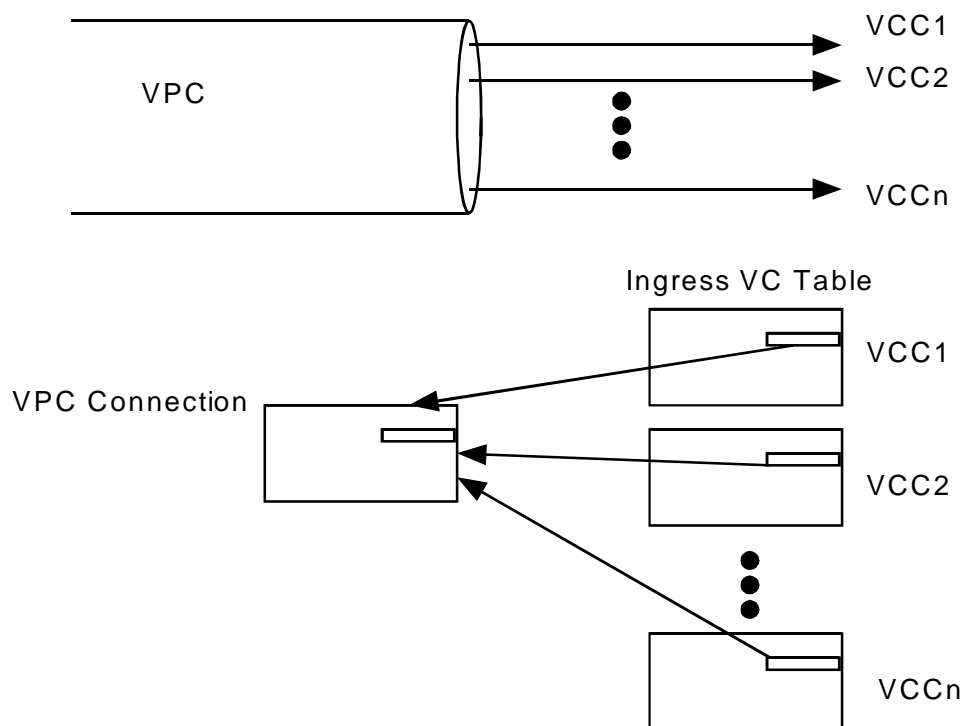 VCC1
VPC
VCC2
VCCn
Ingress VC Table
VCC1
VPC Connection
VCC2
VCCn